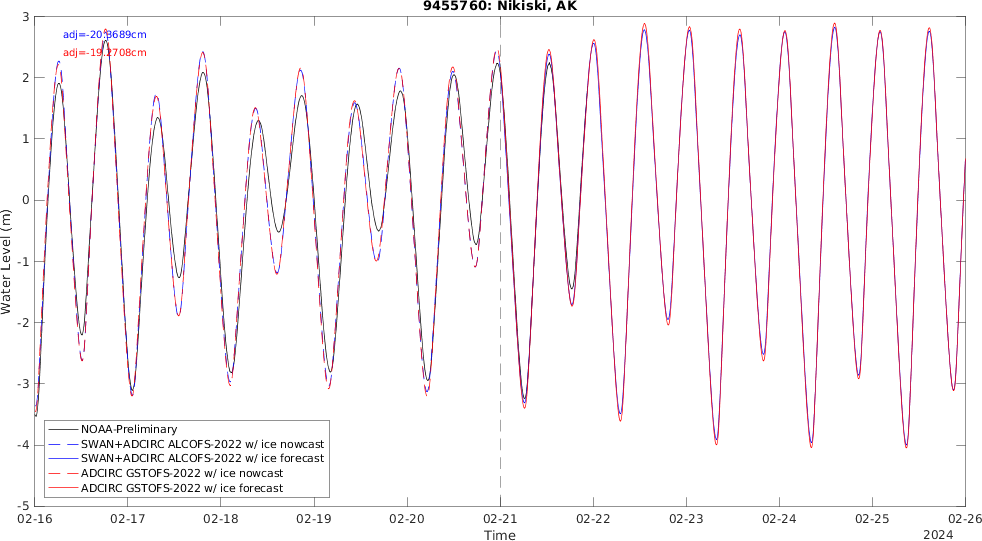 9455760: Nikiski, AK
adj=-20.3689cm
adj=-19.2708cm
3
2
1
0
-1
-2
-3
-4
-5
Water Level (m)
NOAA-Preliminary
SWAN+ADCIRC ALCOFS-2022 w/ ice nowcast
SWAN+ADCIRC ALCOFS-2022 w/ ice forecast
ADCIRC GSTOFS-2022 w/ ice nowcast
ADCIRC GSTOFS-2022 w/ ice forecast
02-16 02-17 02-18 02-19 02-20 02-21 02-22 02-23 02-24 02-25 02-26
Time
2024